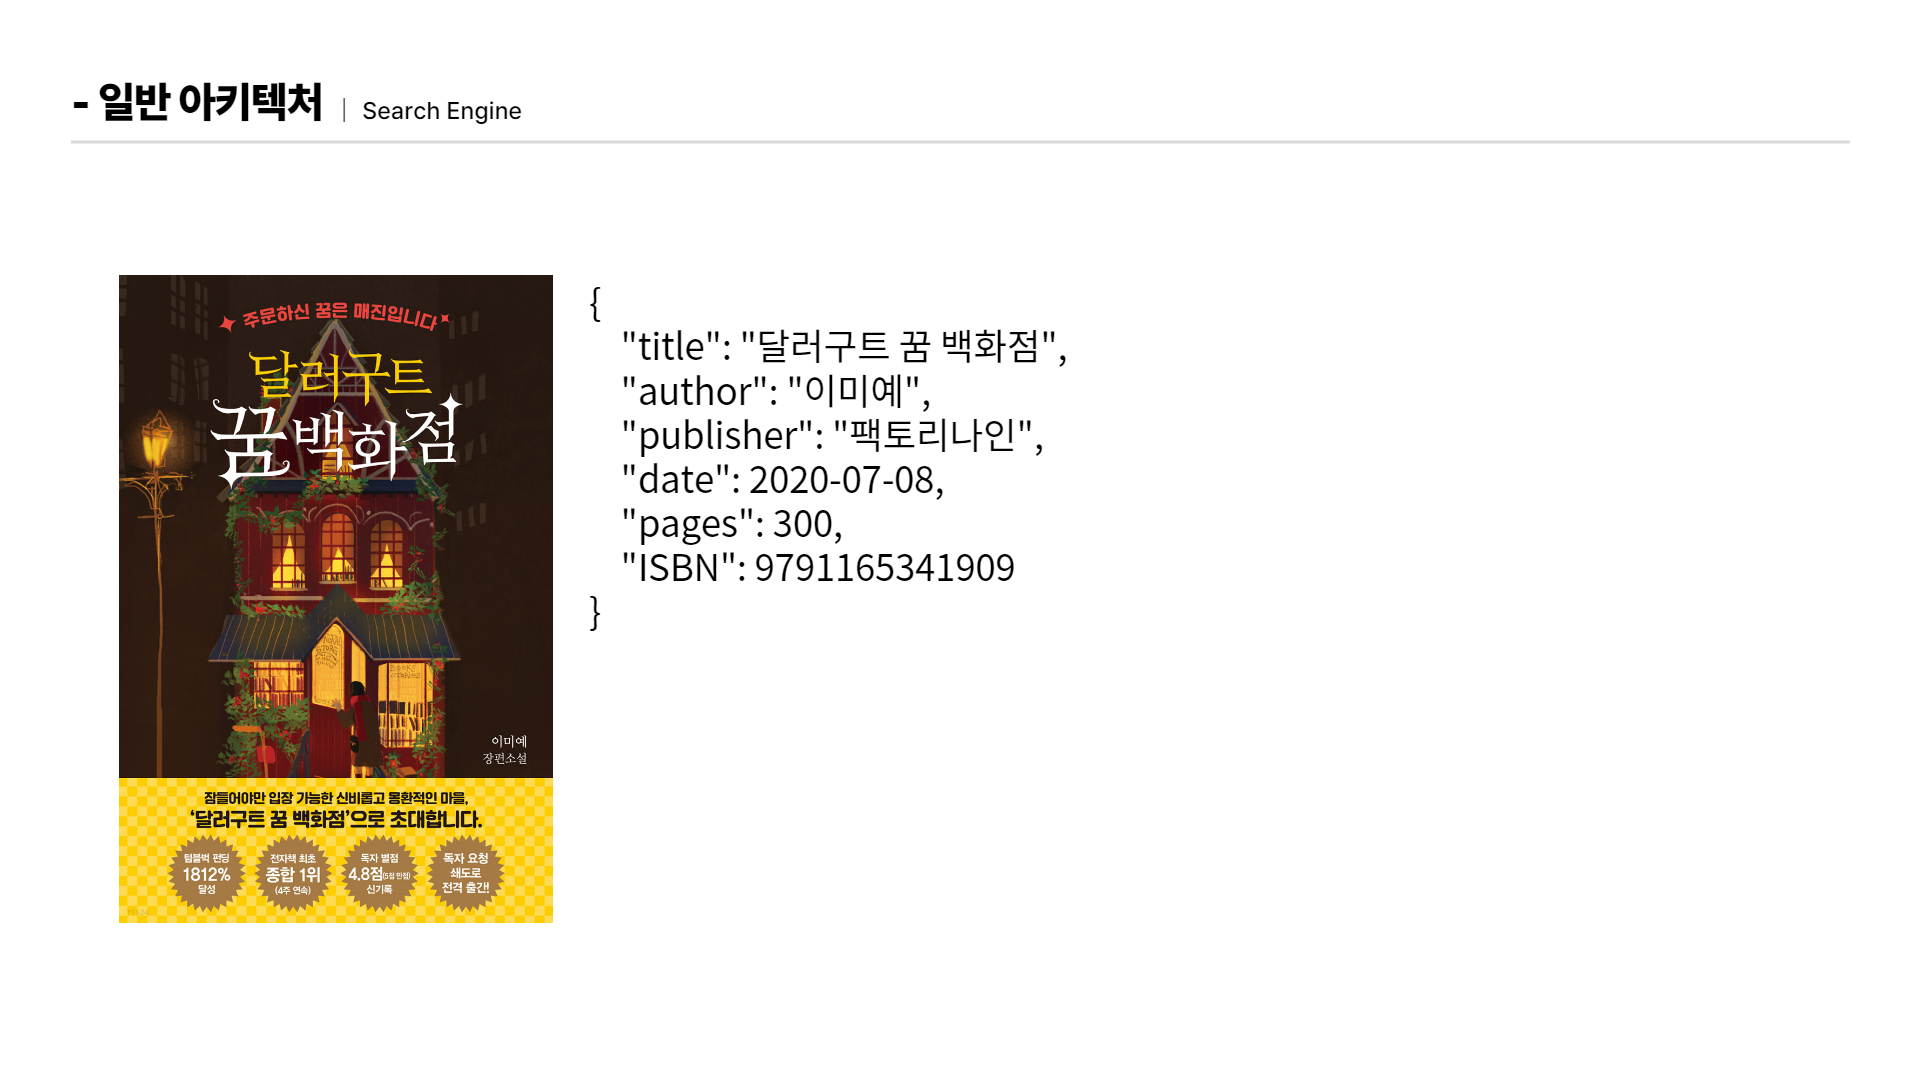 - 일반 아키텍처 | Search Engine
주문하신 꿈은 매진입니다
달러구트
꿈 백화점
이미예
장편소설
잠들어야만 입장 가능한 신비롭고 몽환적인 마을,
‘달러구트 꿈 백화점’으로 초대합니다.
텀블벅 펀딩
1812%
달성
전자책 최초
종합 1위
(4주 연속)
독자 별점
4.8점(5점 만점)
신기록
독자 요청
쇄도로
전격 출간!
{
"title": "달러구트 꿈 백화점",
"author": "이미예",
"publisher": "팩토리나인",
"date": 2020-07-08,
"pages": 300,
"ISBN": 9791165341909
}